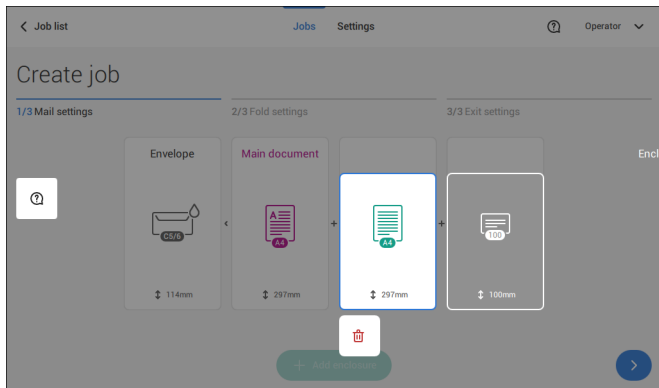 Job list
Jobs Settings
Operator
Create job
1/3 Mail settings
2/3 Fold settings
3/3 Exit settings
Envelope
Main document
Encl
C5/6
A
A4
A4
100
114mm
297mm
297mm
100mm
+ Add enclosure